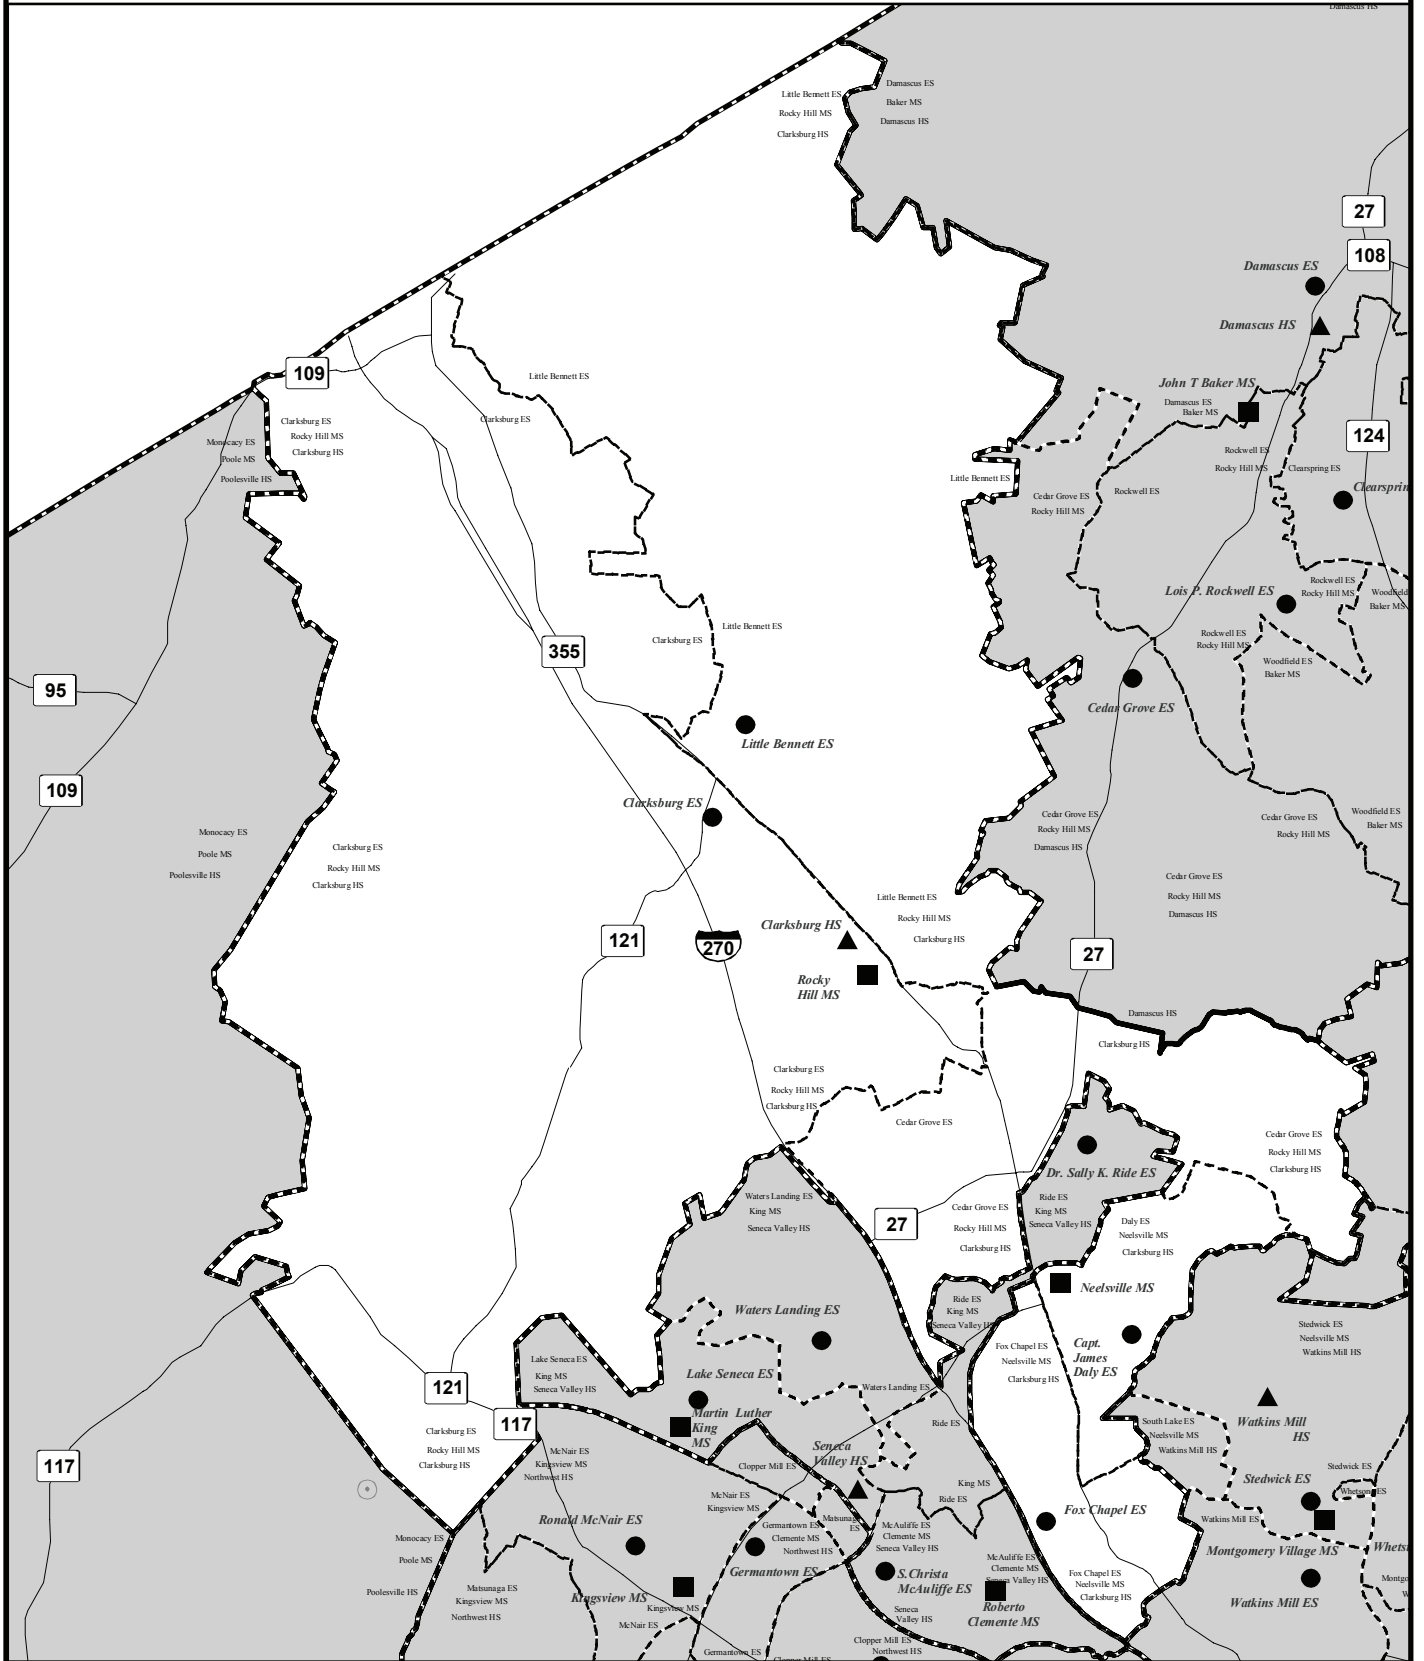 Damascus HS
Little Bennett ES
Rocky Hill MS
Clarksburg HS
Damascus ES
Baker MS
Damascus HS
27
108
Damascus ES
Damascus HS
109
Little Bennett ES
John T Baker MS
Damascus ES
Baker MS
Clarksburg ES
Rocky Hill MS
Clarksburg HS
Clarksburg ES
Monocacy ES
Poole MS
Poolesville HS
124
Rockwell ES
Rocky Hill MS
Clearspring ES
Little Bennett ES
Cedar Grove ES
Rocky Hill MS
Rockwell ES
Clearsprin
Lois P. Rockwell ES
Rockwell ES
Rocky Hill MS
Woodfield
Baker MS
Rockwell ES
Rocky Hill MS
Woodfield ES
Baker MS
Little Bennett ES
Clarksburg ES
355
95
Cedar Grove ES
Little Bennett ES
109
Clarksburg ES
Cedar Grove ES
Rocky Hill MS
Damascus HS
Cedar Grove ES
Rocky Hill MS
Woodfield ES
Baker MS
Monocacy ES
Poole MS
Poolesville HS
Clarksburg ES
Rocky Hill MS
Clarksburg HS
Cedar Grove ES
Rocky Hill MS
Damascus HS
Little Bennett ES
Rocky Hill MS
Clarksburg HS
Clarksburg HS
121
270
27
Rocky
Hill MS
Damascus HS
Clarksburg HS
Clarksburg ES
Rocky Hill MS
Clarksburg HS
Cedar Grove ES
Cedar Grove ES
Rocky Hill MS
Clarksburg HS
Dr. Sally K. Ride ES
Waters Landing ES
King MS
Seneca Valley HS
27
Cedar Grove ES
Rocky Hill MS
Clarksburg HS
Ride ES
King MS
Seneca Valley HS
Daly ES
Neelsville MS
Clarksburg HS
Neelsville MS
Ride ES
King MS
Seneca Valley HS
Waters Landing ES
Stedwick ES
Neelsville MS
Watkins Mill HS
Fox Chapel ES
Neelsville MS
Clarksburg HS
Capt.
James
Daly ES
Lake Seneca ES
King MS
Seneca Valley HS
Lake Seneca ES
121
117
Waters Landing ES
Martin Luther
King
MS
Ride ES
South Lake ES
Neelsville MS
Watkins Mill HS
Watkins Mill
HS
Clarksburg ES
Rocky Hill MS
Clarksburg HS
McNair ES
Kingsview MS
Northwest HS
Seneca
Valley HS
Clopper Mill ES
117
Stedwick ES
Stedwick ES
Whetstone ES
King MS
Ride ES
McNair ES
Kingsview MS
Fox Chapel ES
Watkins Mill ES
Ronald McNair ES
Germantown ES
Clemente MS
Northwest HS
Matsunaga
ES
McAuliffe ES
Clemente MS
Seneca Valley HS
Monocacy ES
Poole MS
Poolesville HS
Montgomery Village MS
Whets
Germantown ES
S.Christa
McAuliffe ES
McAuliffe ES
Clemente MS
Seneca Valley HS
Fox Chapel ES
Neelsville MS
Clarksburg HS
Montgo
W
Matsunaga ES
Kingsview MS
Northwest HS
Kingsview MS
Kingsview MS
McNair ES
Seneca
Valley HS
Roberto
Clemente MS
Watkins Mill ES
Clopper Mill ES
Northwest HS
Germantown ES
Clopper Mill ES